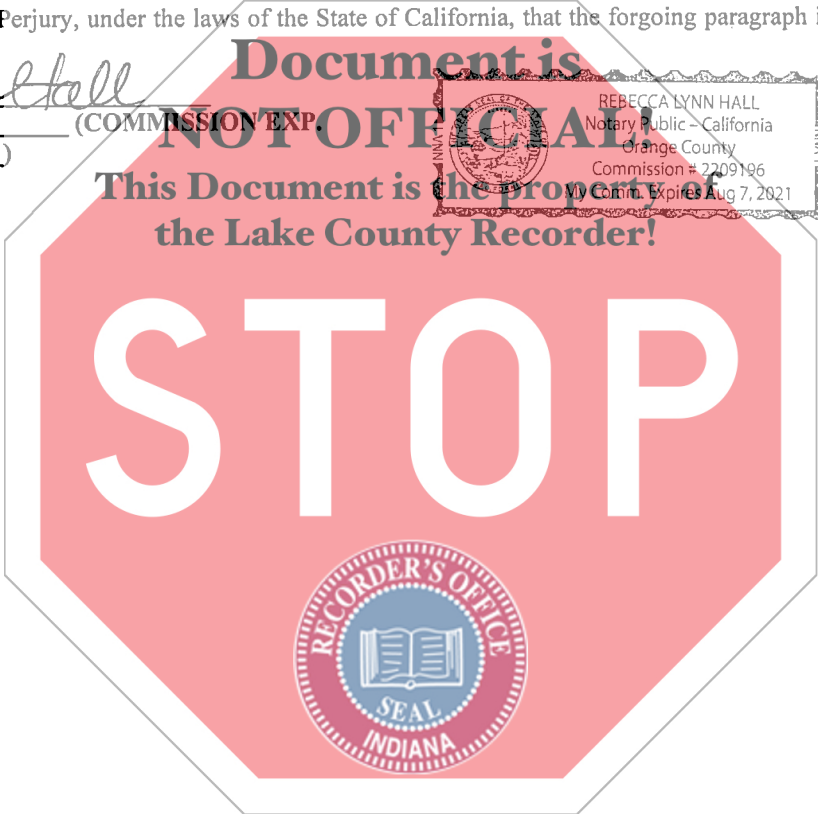 Perjury, under the laws of the State of California, that the forgoing paragraph i
Hall
(COMMISSION EXP.
REBECCA LYNN HALL
Notary Public – California
Orange County
Commission # 2209196
My Comm. Expires Aug 7, 2021
Document is
NOT OFFICIAL!
This Document is the property of
the Lake County Recorder!
STOP
RECORDER'S OFFICE
SEAL
INDIANA